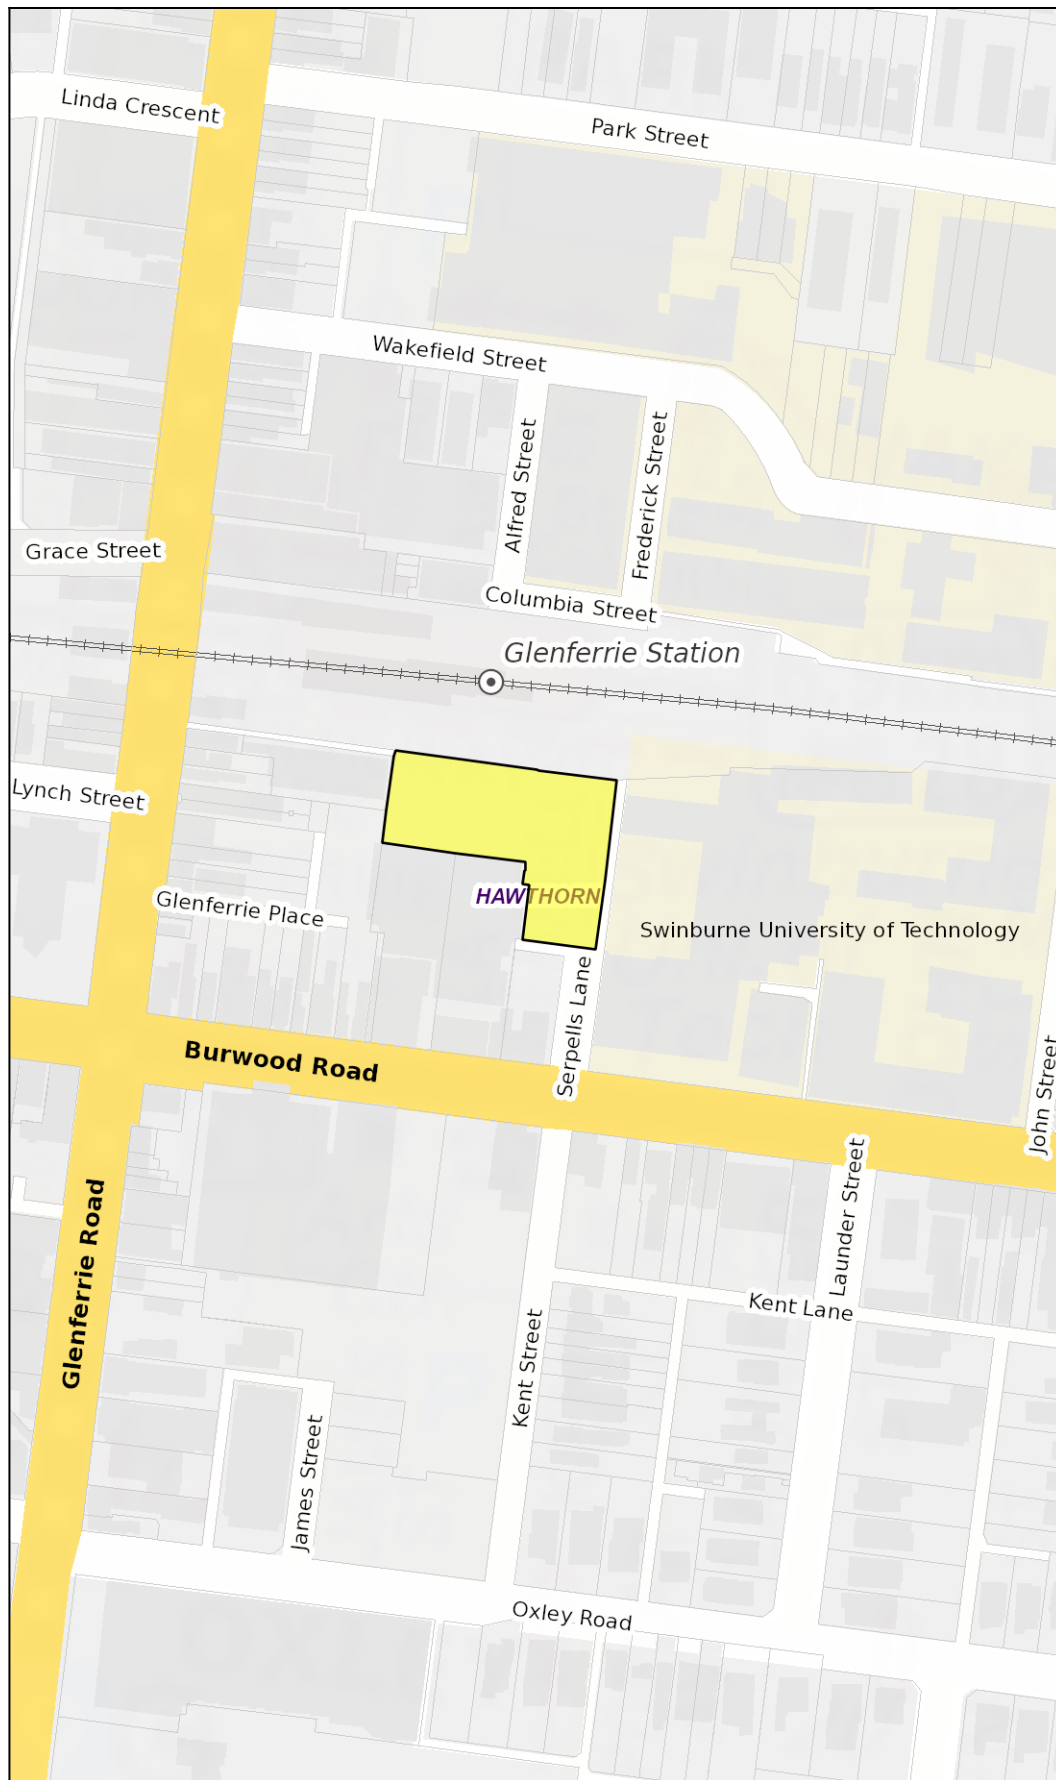 Linda Crescent
Park Street
Wakefield Street
Alfred Street
Frederick Street
Grace Street
Columbia Street
Glenferrie Station
Lynch Street
HAWTHORN
Glenferrie Place
Swinburne University of Technology
Serpells Lane
Burwood Road
John Street
Launder Street
Glenferrie Road
Kent Lane
Kent Street
James Street
Oxley Road